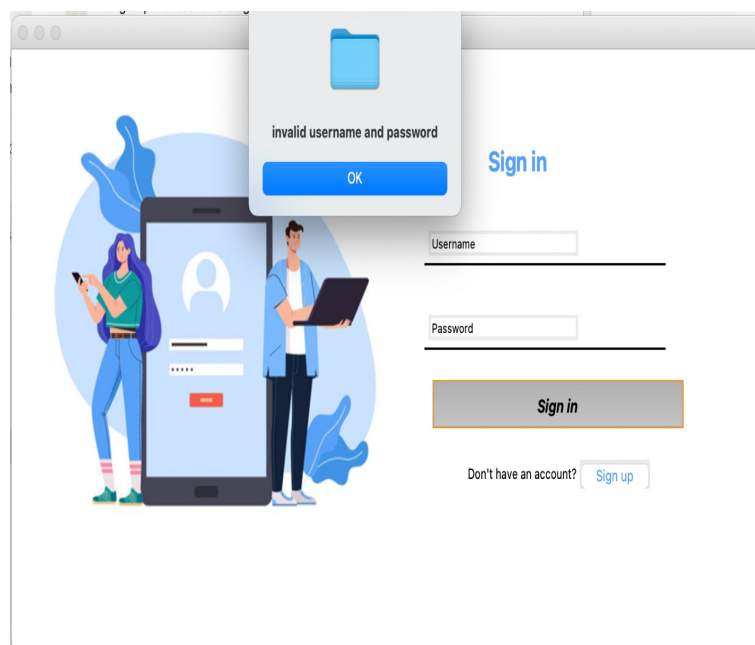 invalid username and password
OK
Sign in
Username
Password
Sign in
Don't have an account? Sign up